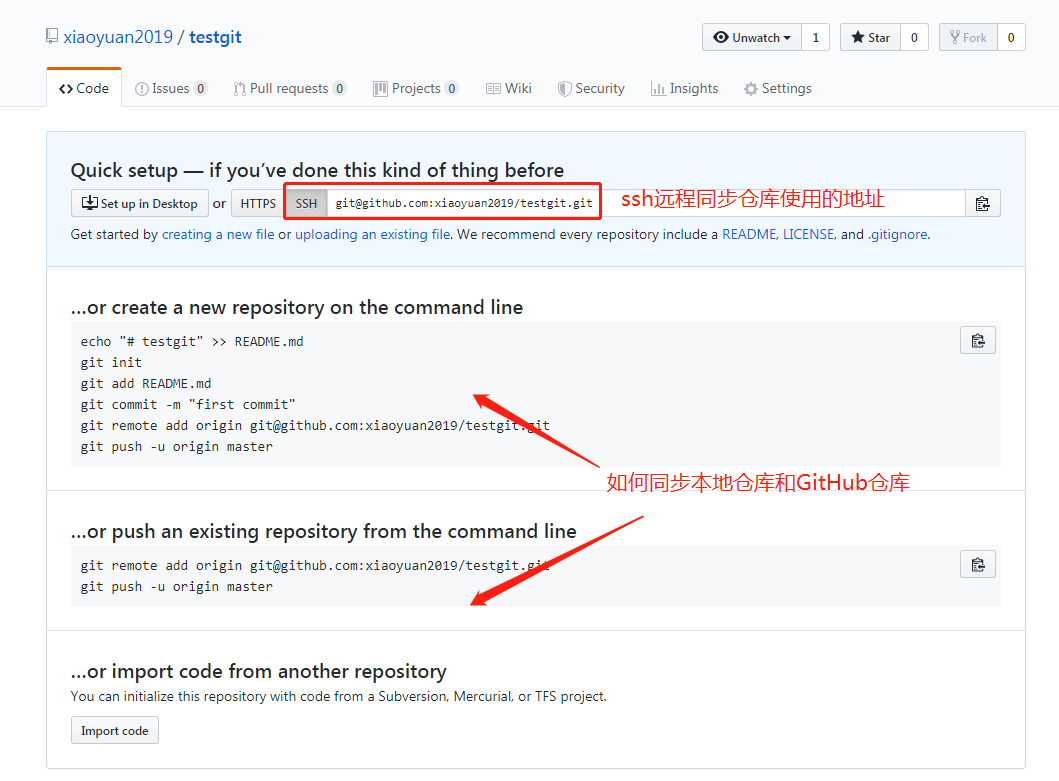 xiaoyuan2019 / testgit
Unwatch 1 Star 0 Fork 0
Code Issues 0 Pull requests 0 Projects 0 Wiki Security Insights Settings
Quick setup — if you’ve done this kind of thing before
Set up in Desktop or HTTPS SSH git@github.com:xiaoyuan2019/testgit.git ssh远程同步仓库使用的地址
Get started by creating a new file or uploading an existing file. We recommend every repository include a README, LICENSE, and .gitignore.
…or create a new repository on the command line
echo "# testgit" >> README.md
git init
git add README.md
git commit -m "first commit"
git remote add origin git@github.com:xiaoyuan2019/testgit.git
git push -u origin master
如何同步本地仓库和GitHub仓库
…or push an existing repository from the command line
git remote add origin git@github.com:xiaoyuan2019/testgit.git
git push -u origin master
…or import code from another repository
You can initialize this repository with code from a Subversion, Mercurial, or TFS project.
Import code